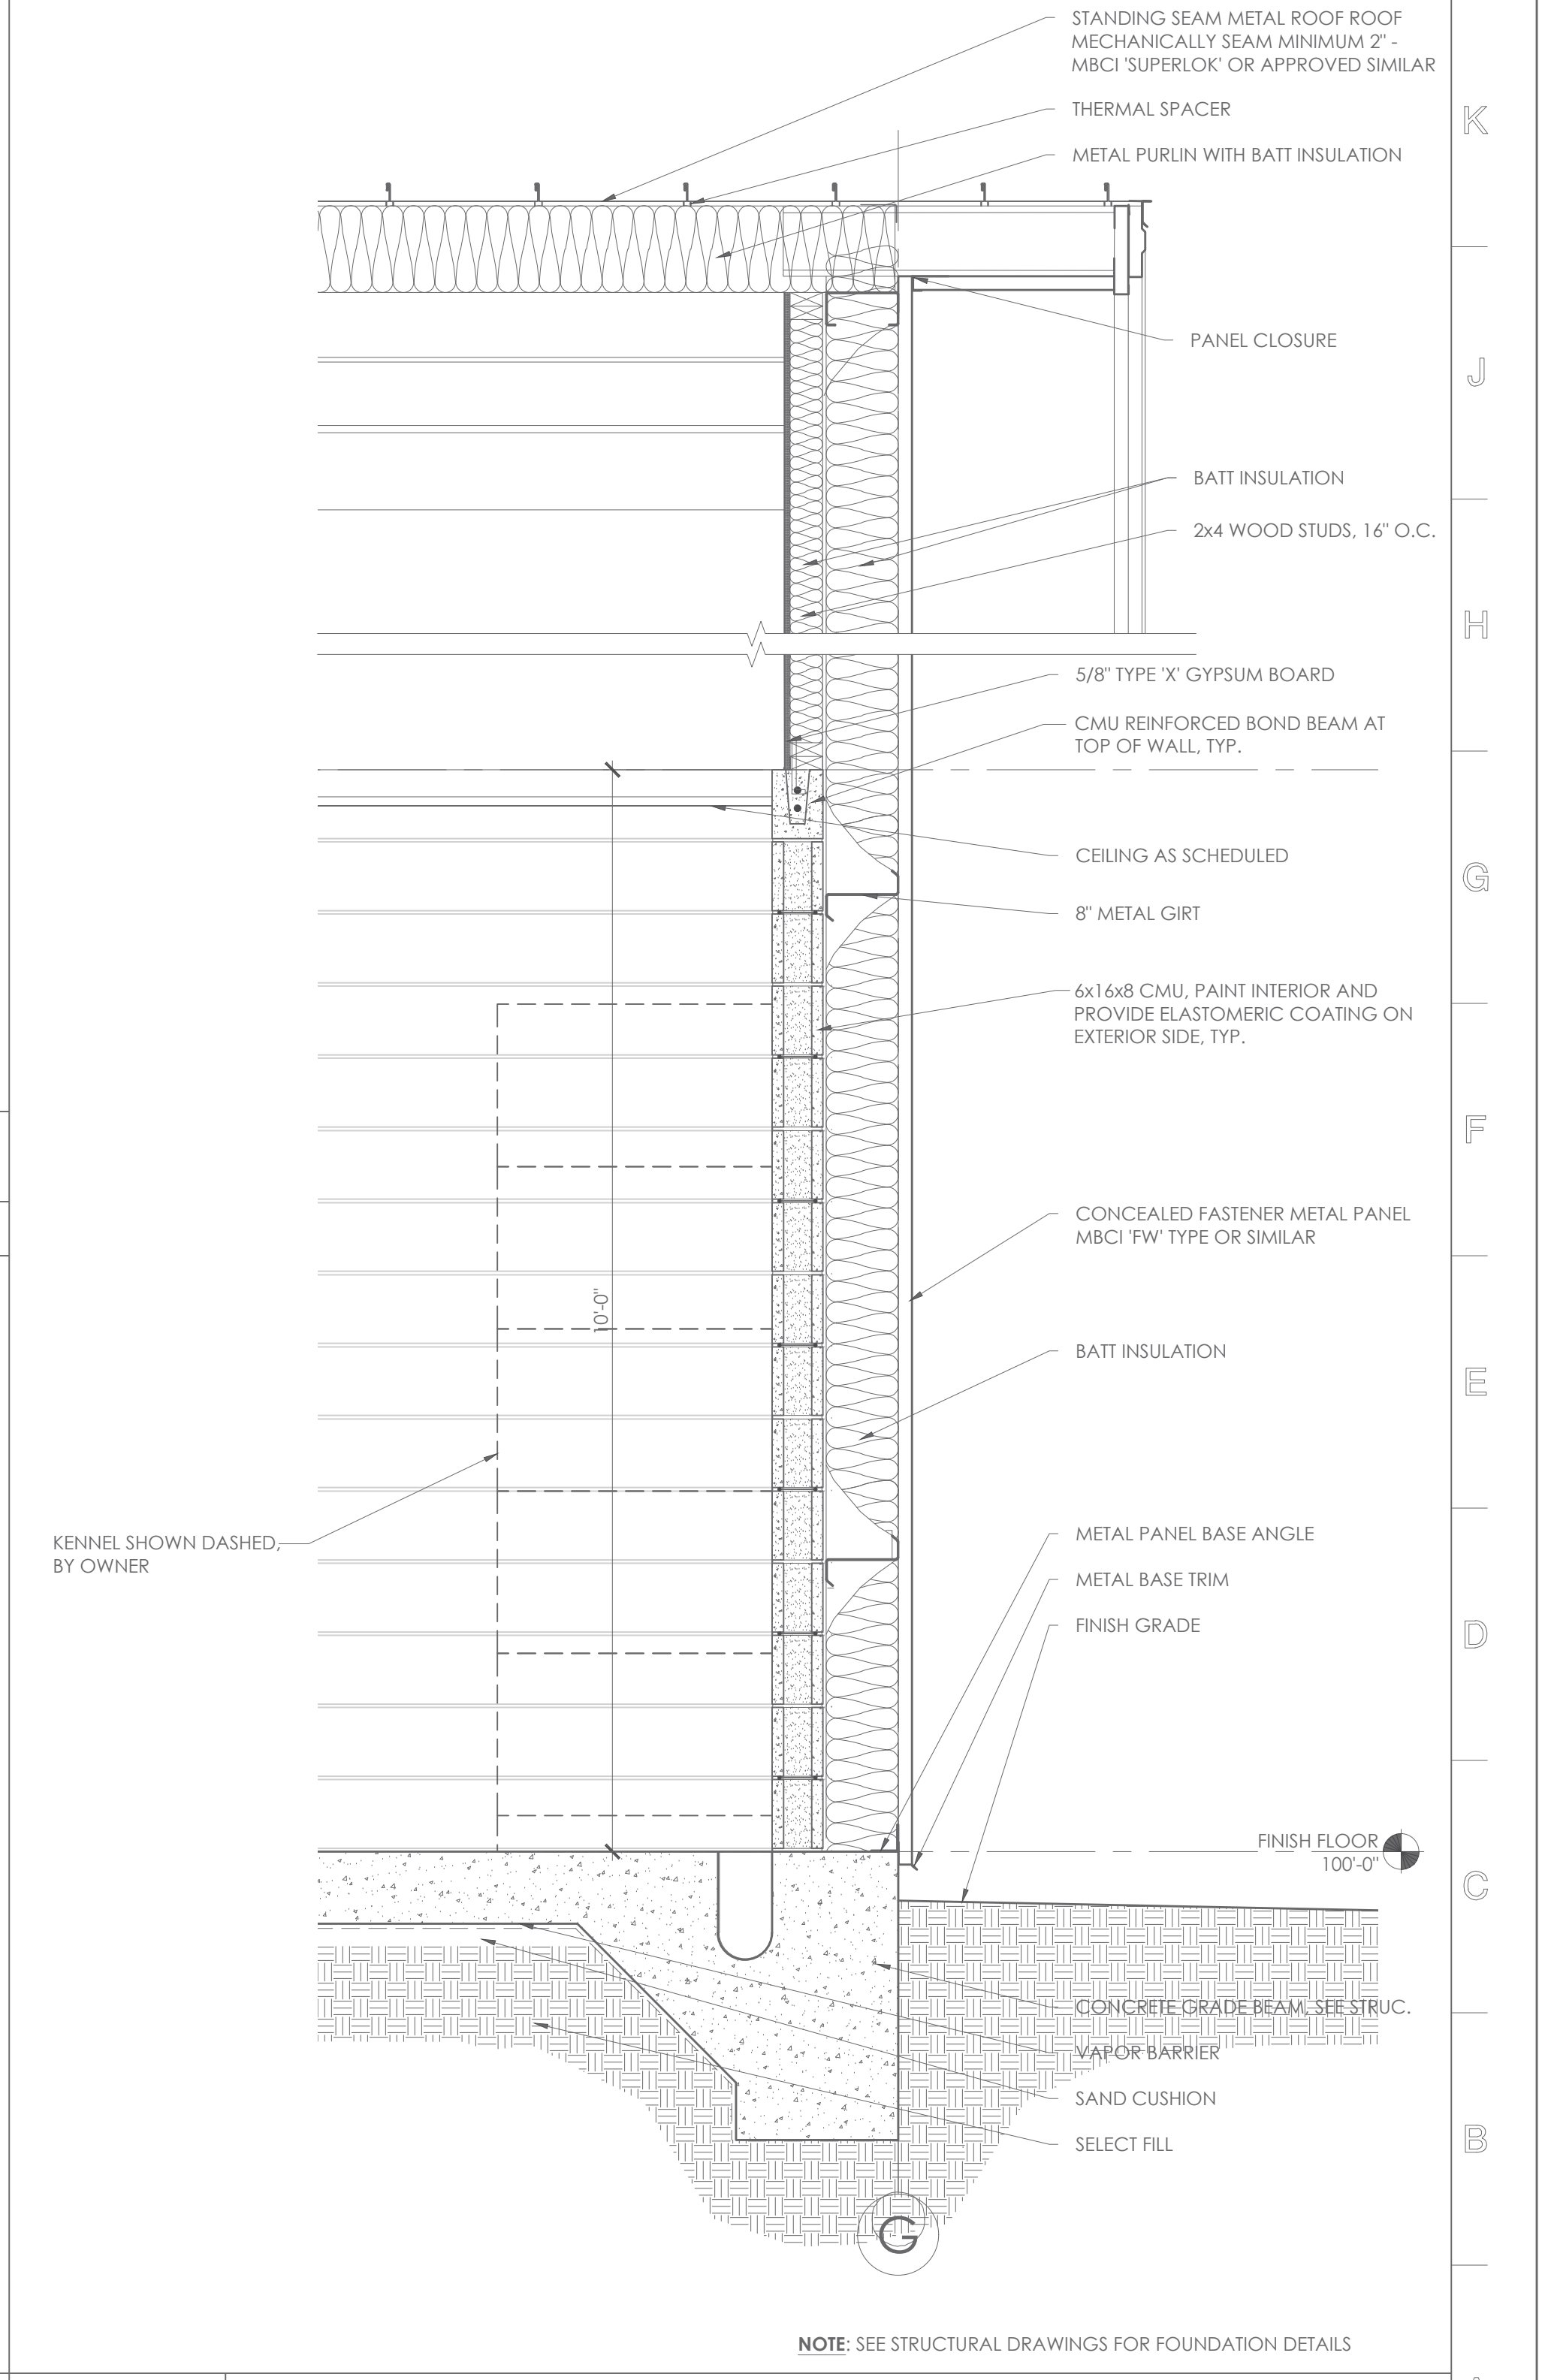 STANDING SEAM METAL ROOF ROOF
MECHANICALLY SEAM MINIMUM 2" -
MBCI 'SUPERLOK' OR APPROVED SIMILAR
THERMAL SPACER
METAL PURLIN WITH BATT INSULATION
K
PANEL CLOSURE
J
BATT INSULATION
2x4 WOOD STUDS, 16" O.C.
H
5/8" TYPE 'X' GYPSUM BOARD
CMU REINFORCED BOND BEAM AT
TOP OF WALL, TYP.
CEILING AS SCHEDULED
G
8" METAL GIRT
6x16x8 CMU, PAINT INTERIOR AND
PROVIDE ELASTOMERIC COATING ON
EXTERIOR SIDE, TYP.
F
CONCEALED FASTENER METAL PANEL
MBCI 'FW' TYPE OR SIMILAR
10'-0"
BATT INSULATION
E
KENNEL SHOWN DASHED,
BY OWNER
METAL PANEL BASE ANGLE
METAL BASE TRIM
FINISH GRADE
D
FINISH FLOOR
100'-0"
C
CONCRETE GRADE BEAM, SEE STRUC.
VAPOR BARRIER
SAND CUSHION
SELECT FILL
B
G
NOTE: SEE STRUCTURAL DRAWINGS FOR FOUNDATION DETAILS